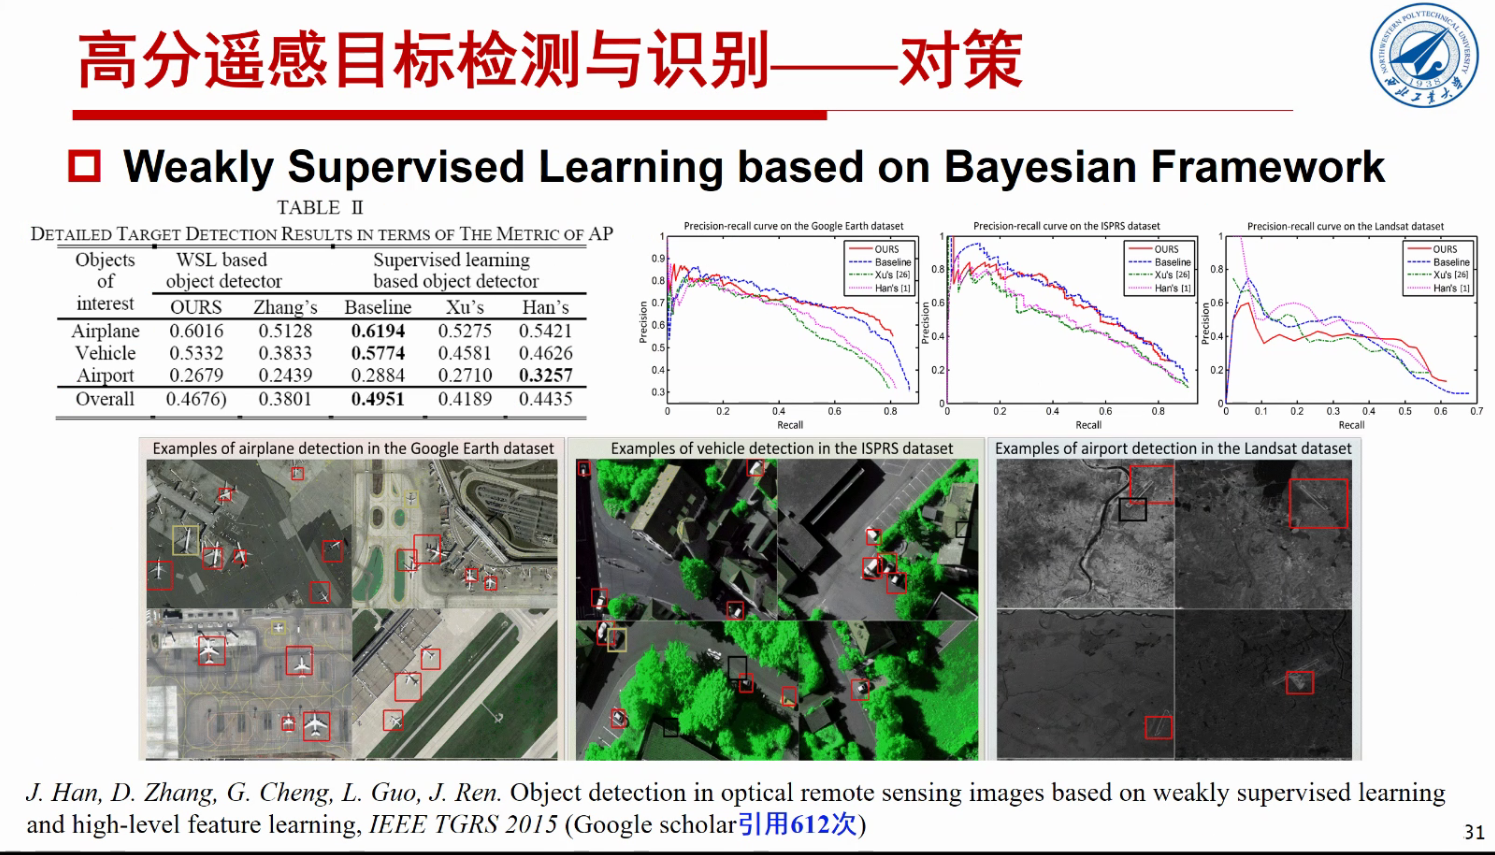 高分遥感目标检测与识别——对策
NORTHWESTERN POLYTECHNICAL UNIVERSITY
1938
西北工业大学
Weakly Supervised Learning based on Bayesian Framework
TABLE II
DETAILED TARGET DETECTION RESULTS IN TERMS OF THE METRIC OF AP
Objects of interest WSL based object detector Supervised learning based object detector
OURS Zhang's Baseline Xu's Han's
Airplane 0.6016 0.5128 0.6194 0.5275 0.5421
Vehicle 0.5332 0.3833 0.5774 0.4581 0.4626
Airport 0.2679 0.2439 0.2884 0.2710 0.3257
Overall 0.4676) 0.3801 0.4951 0.4189 0.4435
Precision-recall curve on the Google Earth dataset
1
0.9
0.8
0.7
0.6
0.5
0.4
0.3
Precision
OURS
Baseline
Xu's [26]
Han's [1]
0 0.2 0.4 0.6 0.8
Recall
Precision-recall curve on the ISPRS dataset
1
0.8
0.6
0.4
0.2
0
Precision
OURS
Baseline
Xu's [26]
Han's [1]
0 0.2 0.4 0.6 0.8
Recall
Precision-recall curve on the Landsat dataset
1
0.8
0.6
0.4
0.2
0
Precision
OURS
Baseline
Xu's [26]
Han's [1]
0 0.1 0.2 0.3 0.4 0.5 0.6 0.7
Recall
Examples of airplane detection in the Google Earth dataset
Examples of vehicle detection in the ISPRS dataset
Examples of airport detection in the Landsat dataset
J. Han, D. Zhang, G. Cheng, L. Guo, J. Ren. Object detection in optical remote sensing images based on weakly supervised learning
and high-level feature learning, IEEE TGRS 2015 (Google scholar引用612次)
31